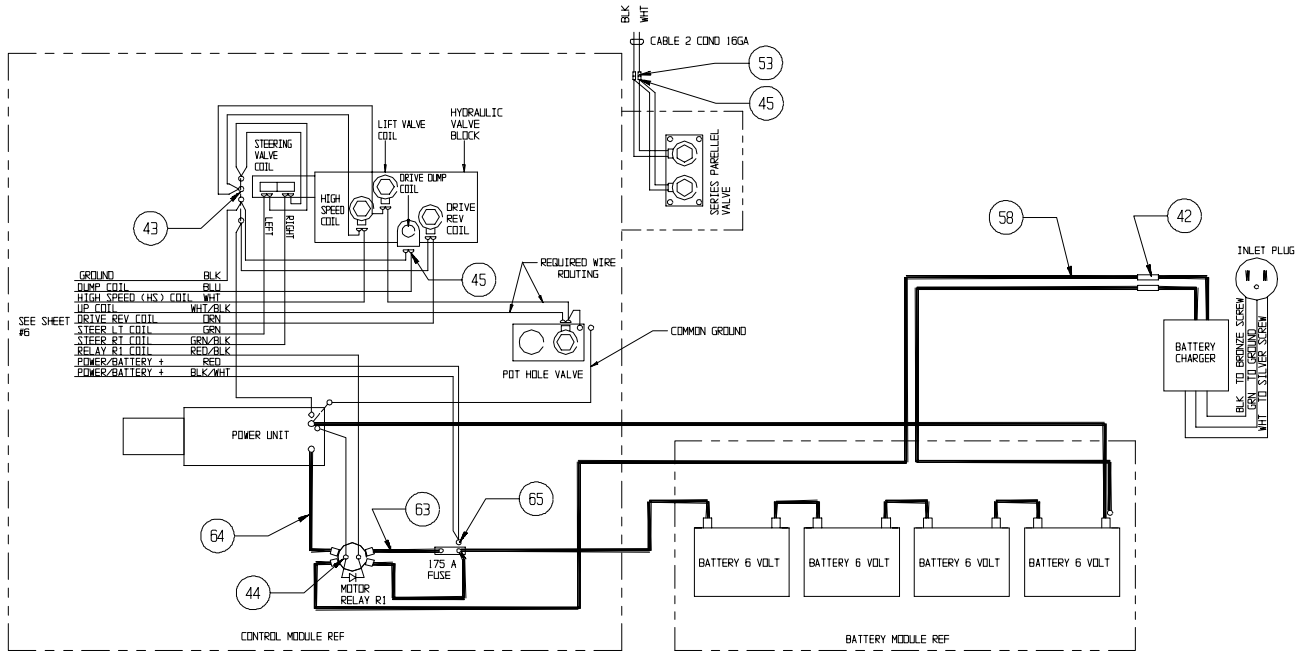 BLK
WHT
CABLE 2 COND 16GA
53
45
HYDRAULIC
VALVE
BLOCK
LIFT VALVE
COIL
STEERING
VALVE
COIL
DRIVE DUMP
COIL
HIGH
SPEED
COIL
DRIVE
REV
COIL
SERIES PARELLEL
VALVE
43
LEFT
RIGHT
45
58
42
INLET PLUG
REQUIRED WIRE
ROUTING
GROUND BLK
DUMP COIL BLU
HIGH SPEED (HS) COIL WHT
UP COIL WHT/BLK
DRIVE REV COIL ORN
STEER LT COIL GRN
STEER RT COIL GRN/BLK
RELAY R1 COIL RED/BLK
POWER/BATTERY + RED
POWER/BATTERY + BLK/WHT
SEE SHEET
#6
COMMON GROUND
POT HOLE VALVE
BATTERY
CHARGER
BLK TO BRONZE SCREW
GRN TO GROUND
WHT TO SILVER SCREW
POWER UNIT
64
63
65
175 A
FUSE
44
MOTOR
RELAY R1
BATTERY 6 VOLT
BATTERY 6 VOLT
BATTERY 6 VOLT
BATTERY 6 VOLT
CONTROL MODULE REF
BATTERY MODULE REF